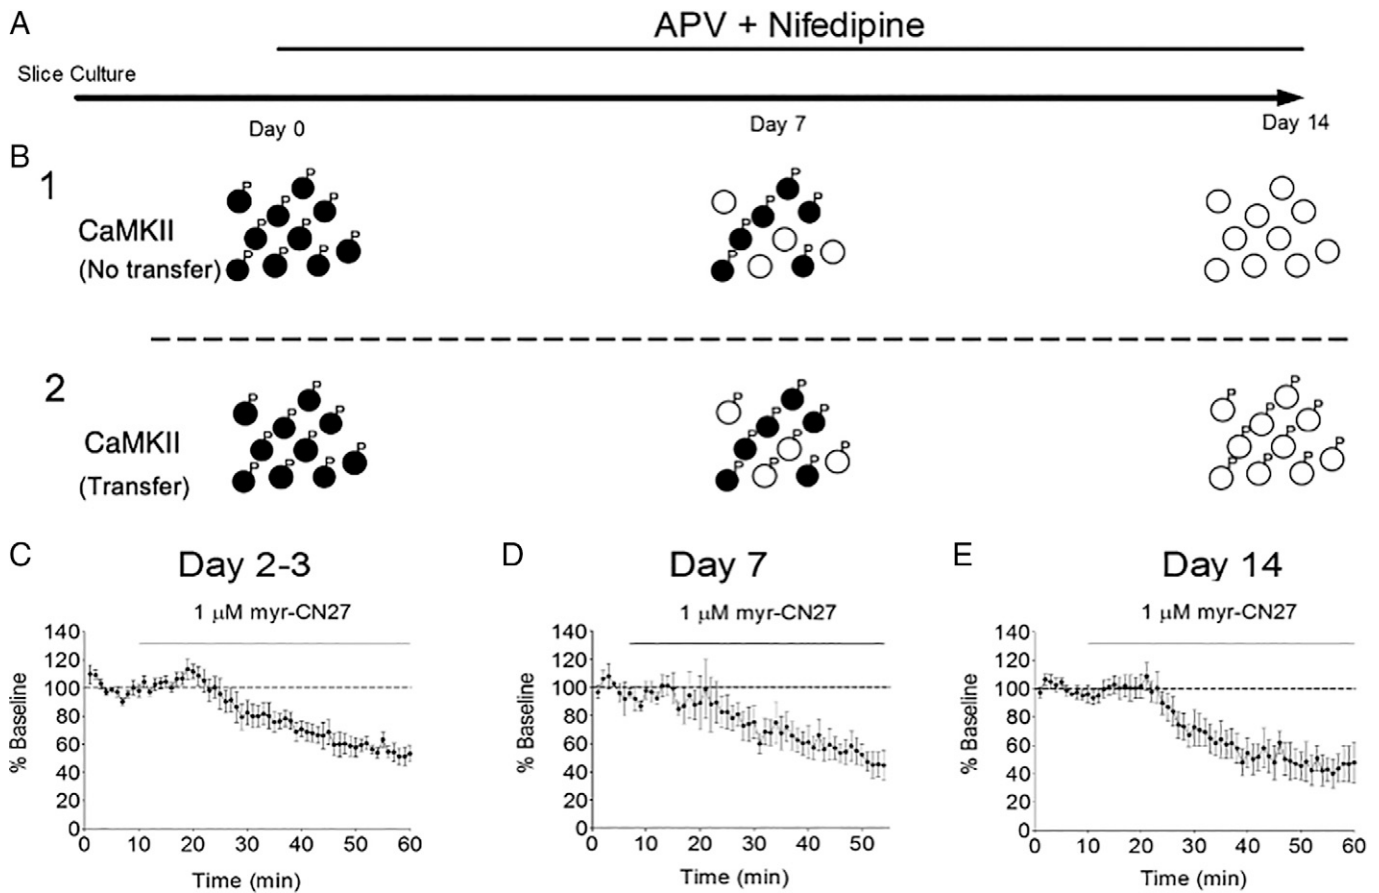 A
APV + Nifedipine
Slice Culture
Day 0
Day 7
Day 14
B
1
CaMKII
(No transfer)
P P P P P P P P P P
P P P P P P
2
CaMKII
(Transfer)
P P P P P P P P P P
P P P P P P P P P P
P P P P P P P P P P
C
Day 2-3
1 μM myr-CN27
% Baseline
140
120
100
80
60
40
20
0
0 10 20 30 40 50 60
Time (min)
D
Day 7
1 μM myr-CN27
% Baseline
140
120
100
80
60
40
20
0
0 10 20 30 40 50
Time (min)
E
Day 14
1 μM myr-CN27
% Baseline
140
120
100
80
60
40
20
0
0 10 20 30 40 50 60
Time (min)